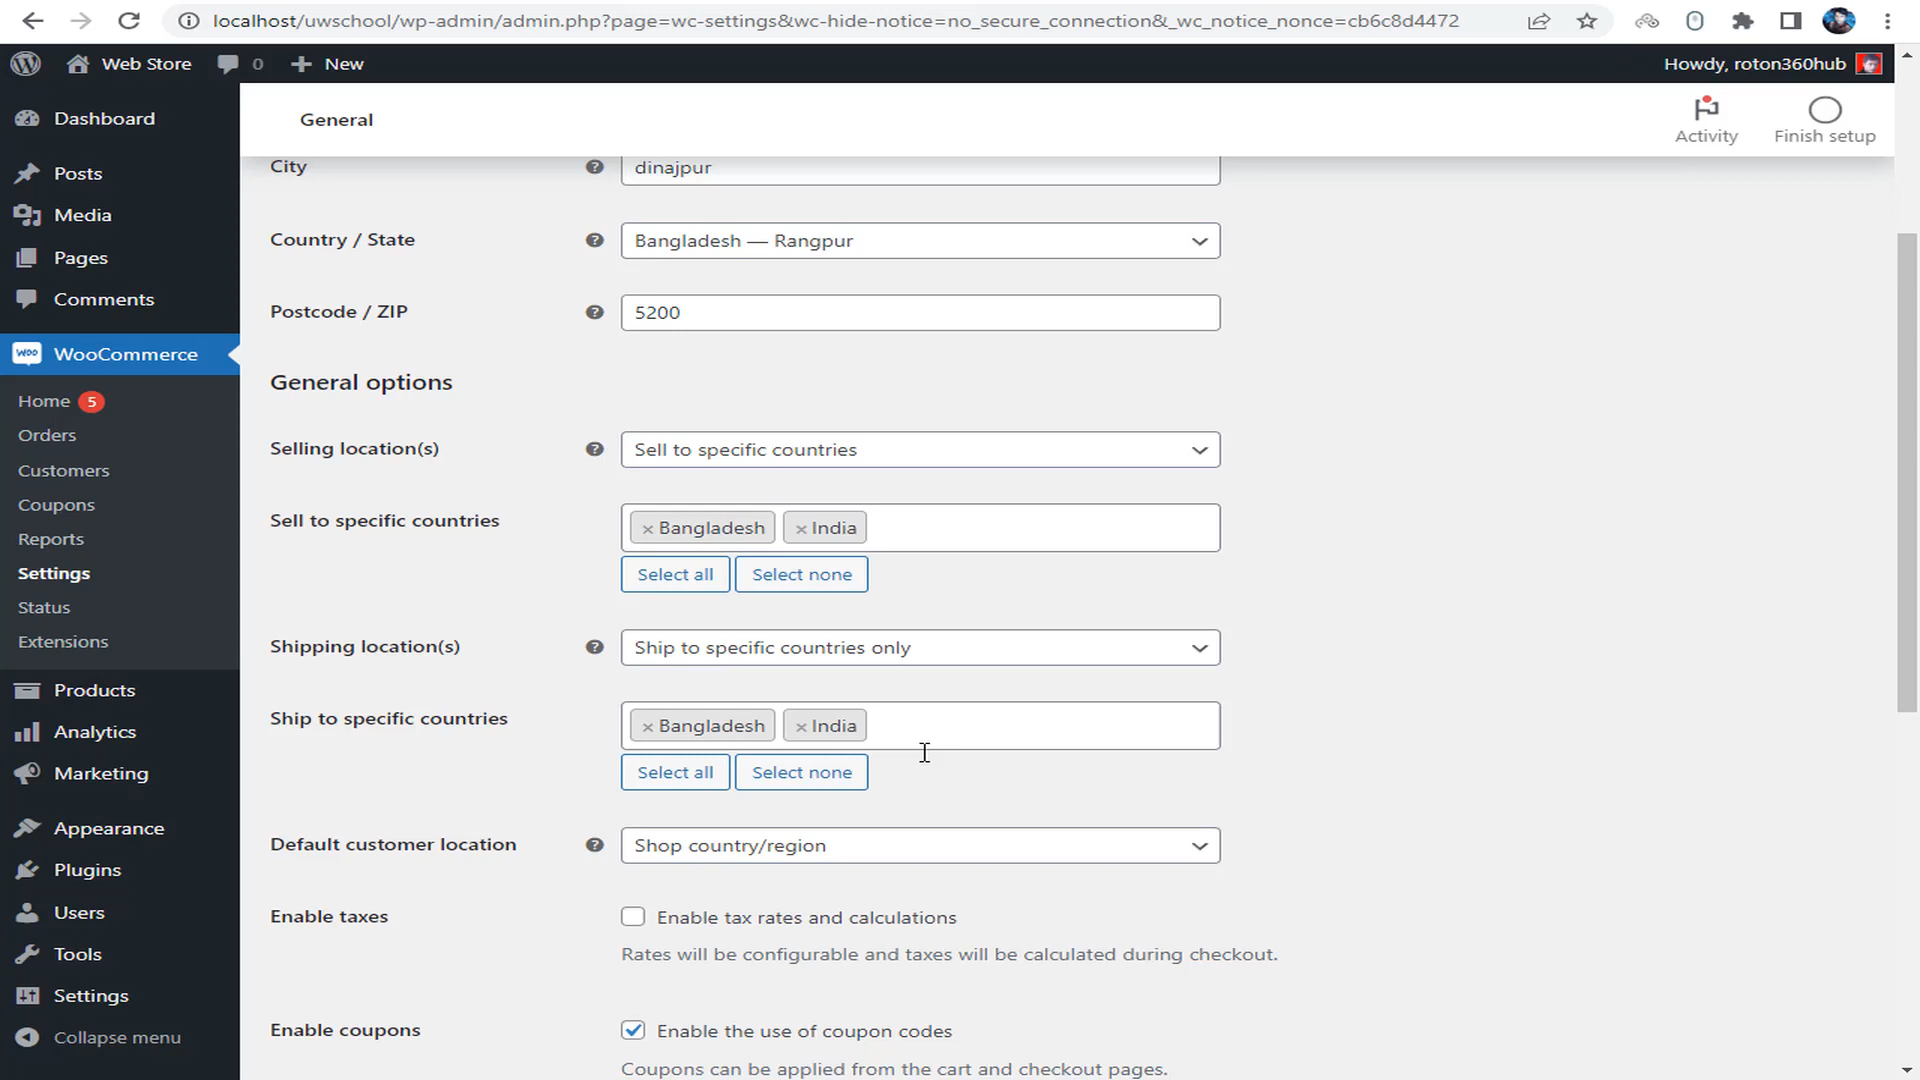 localhost/uwschool/wp-admin/admin.php?page=wc-settings&wc-hide-notice=no_secure_connection&_wc_notice_nonce=cb6c8d4472
Web Store 0 New Howdy, roton360hub
Dashboard
Posts
Media
Pages
Comments
woo WooCommerce
Home 5
Orders
Customers
Coupons
Reports
Settings
Status
Extensions
Products
Analytics
Marketing
Appearance
Plugins
Users
Tools
Settings
Collapse menu
General
Activity
Finish setup
City ? dinajpur
Country / State ? Bangladesh — Rangpur
Postcode / ZIP ? 5200
General options
Selling location(s) ? Sell to specific countries
Sell to specific countries × Bangladesh × India
Select all Select none
Shipping location(s) ? Ship to specific countries only
Ship to specific countries × Bangladesh × India
Select all Select none
Default customer location ? Shop country/region
Enable taxes Enable tax rates and calculations
Rates will be configurable and taxes will be calculated during checkout.
Enable coupons Enable the use of coupon codes
Coupons can be applied from the cart and checkout pages.